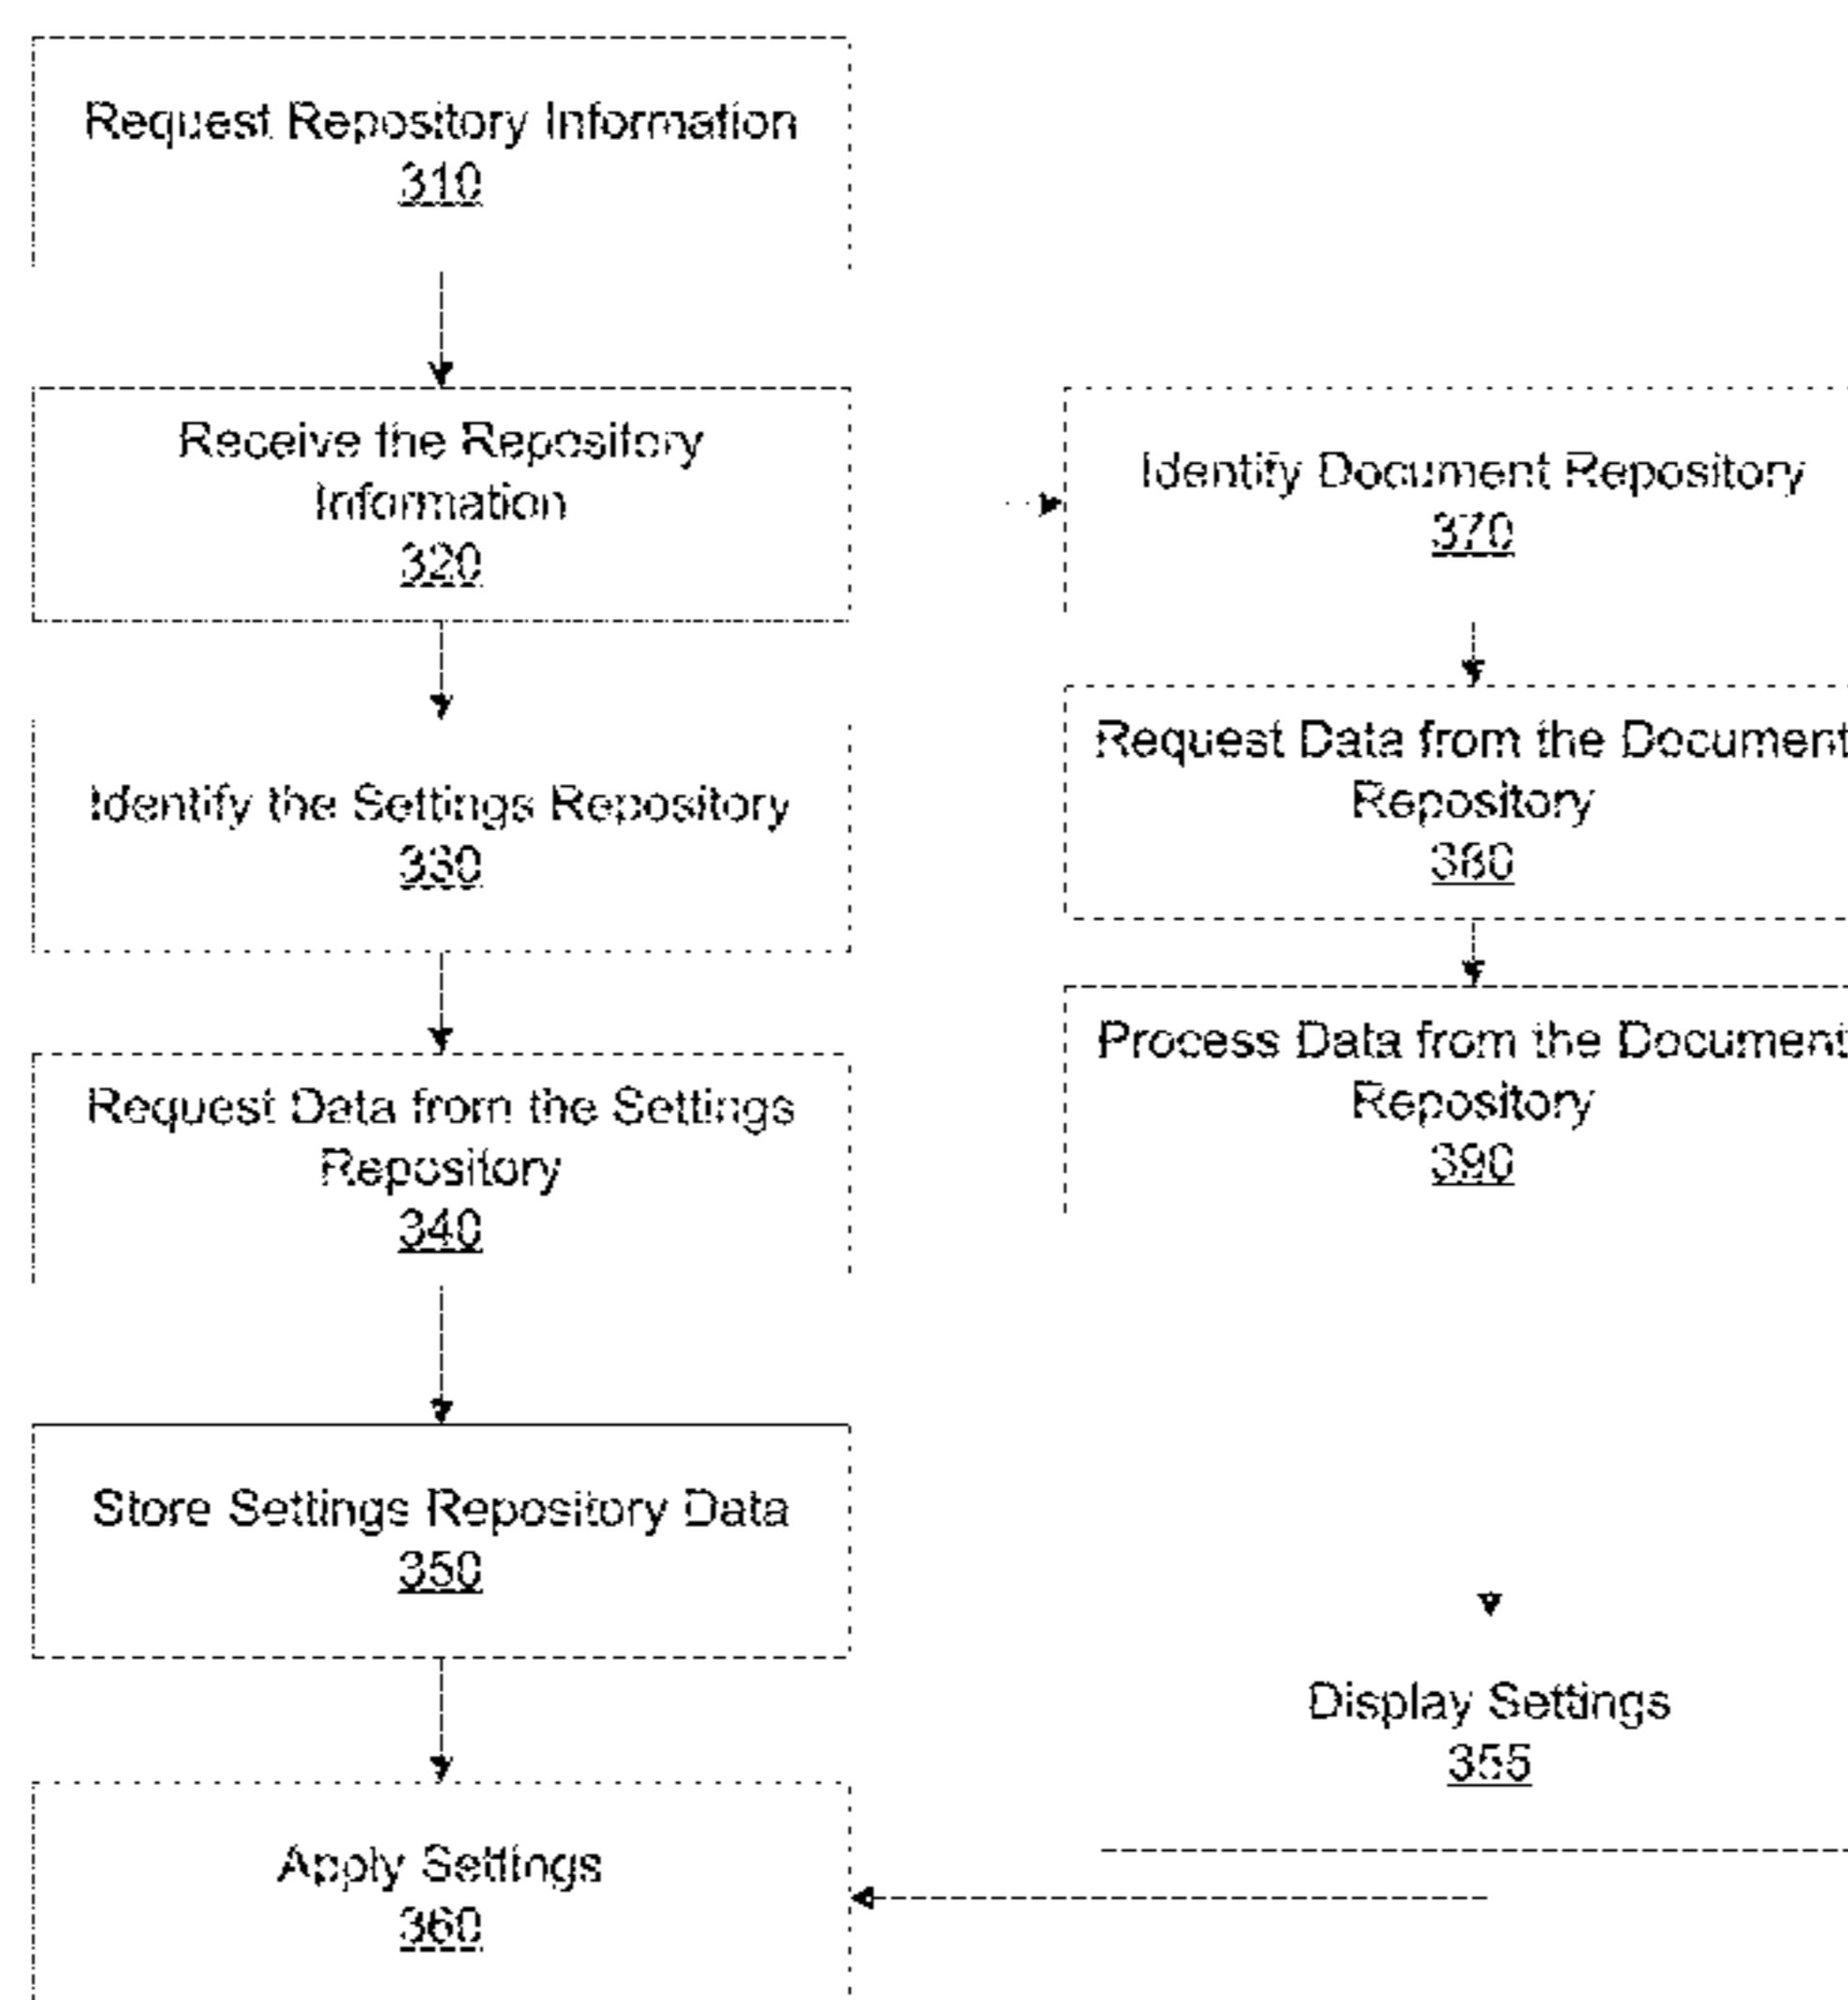 Request Repository Information
310
Receive the Repository
Information
320
Identify the Settings Repository
330
Request Data from the Settings
Repository
340
Store Settings Repository Data
350
Apply Settings
360
Identify Document Repository
370
Request Data from the Document
Repository
380
Process Data from the Document
Repository
390
Display Settings
355